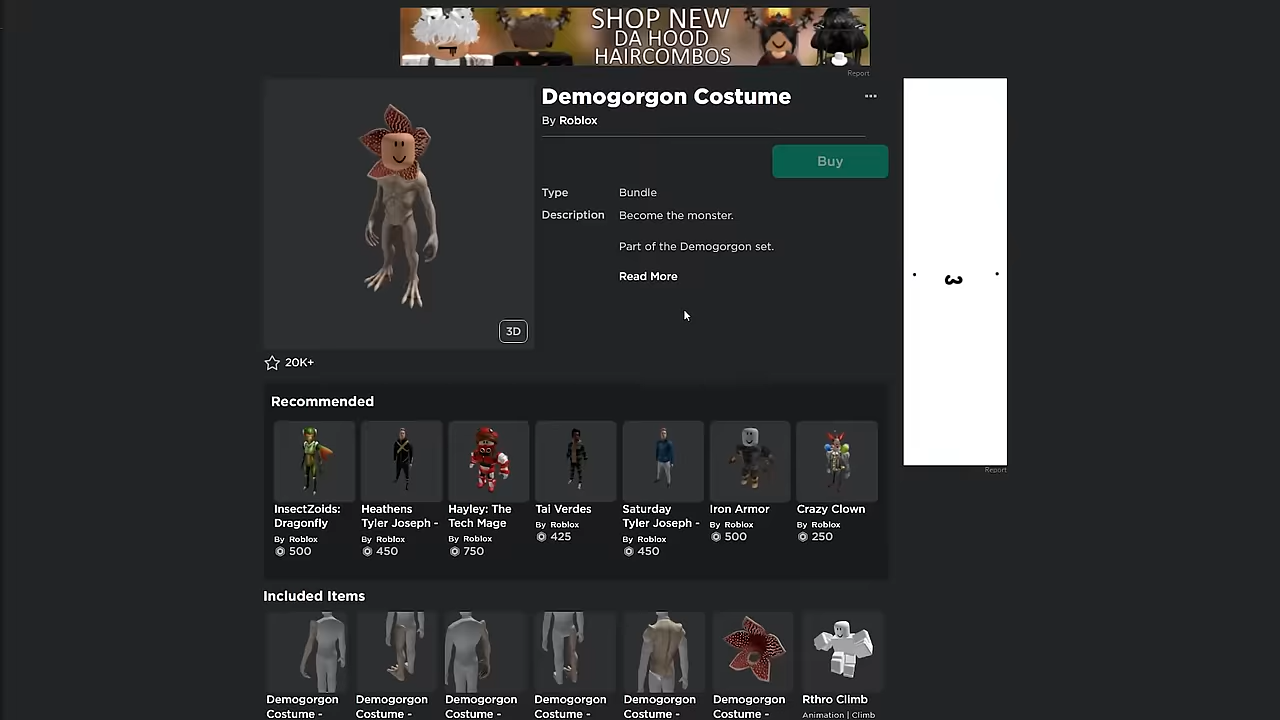 SHOP NEW
DA HOOD
HAIRCOMBOS
Report
Demogorgon Costume
By Roblox
Buy
Type Bundle
Description Become the monster.
Part of the Demogorgon set.
Read More
3D
20K+
Report
Recommended
InsectZoids:
Dragonfly
By Roblox
500
Heathens
Tyler Joseph -
By Roblox
450
Hayley: The
Tech Mage
By Roblox
750
Tai Verdes
By Roblox
425
Saturday
Tyler Joseph -
By Roblox
450
Iron Armor
By Roblox
500
Crazy Clown
By Roblox
250
Included Items
Demogorgon
Costume -
Demogorgon
Costume -
Demogorgon
Costume -
Demogorgon
Costume -
Demogorgon
Costume -
Demogorgon
Costume -
Rthro Climb
Animation | Climb